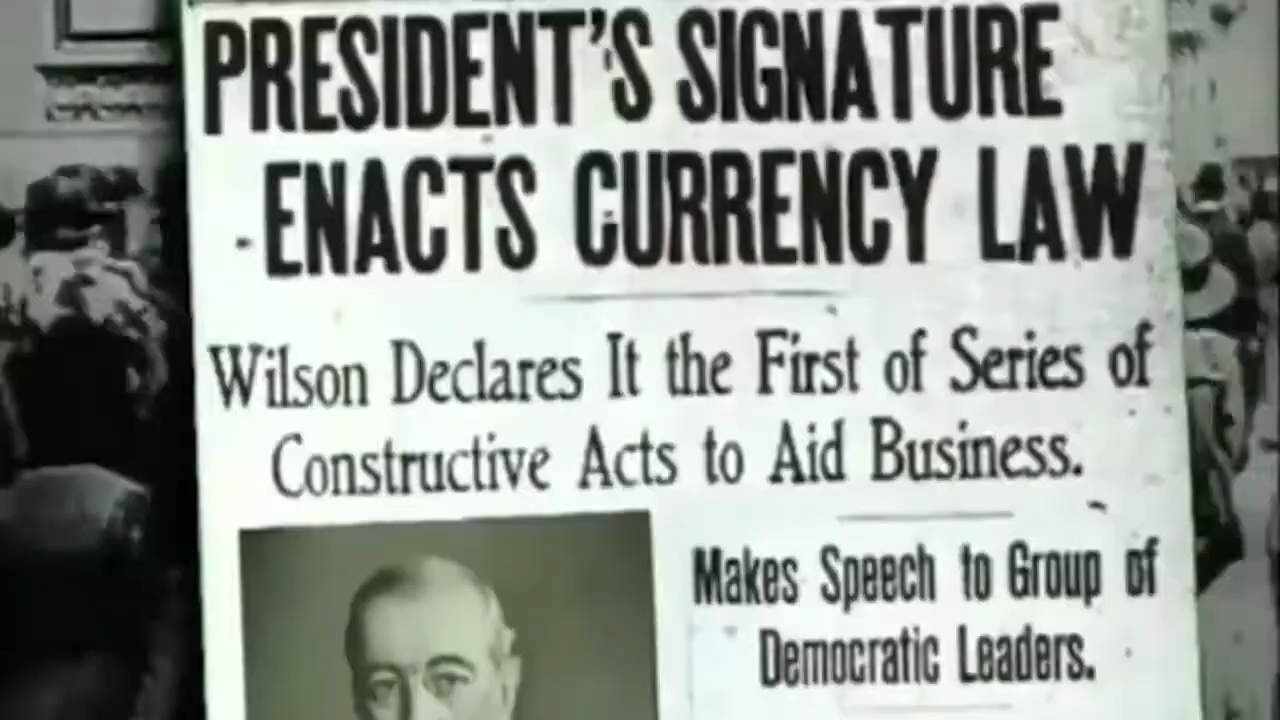 PRESIDENT'S SIGNATURE
ENACTS CURRENCY LAW
Wilson Declares It the First of Series of
Constructive Acts to Aid Business.
Makes Speech to Group of
Democratic Leaders.